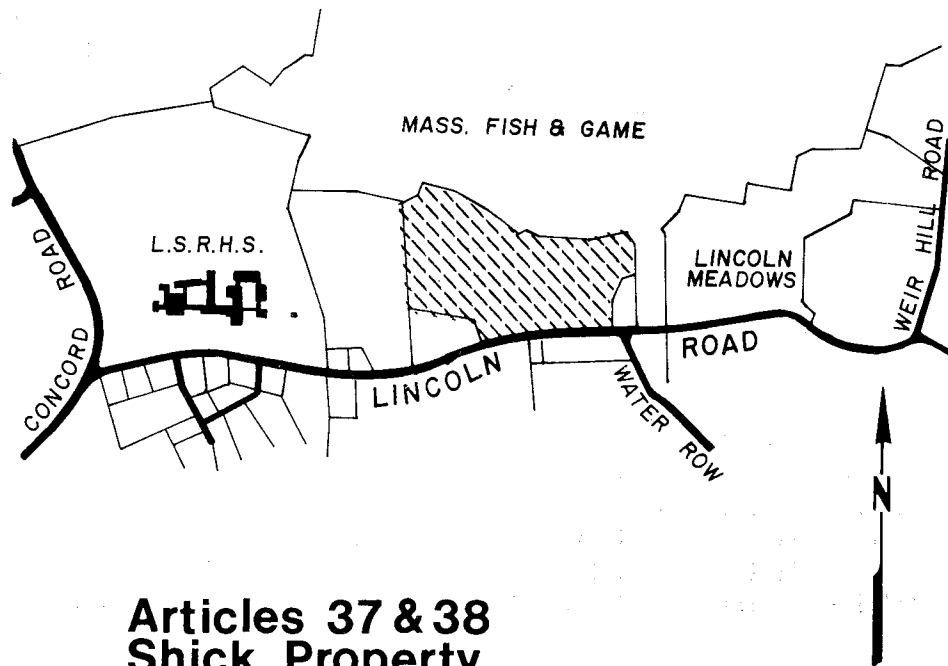 MASS. FISH & GAME
L.S.R.H.S.
CONCORD ROAD
LINCOLN
MEADOWS
WEIR HILL ROAD
LINCOLN ROAD
WATER ROW
N
Articles 37 & 38
Shick Property